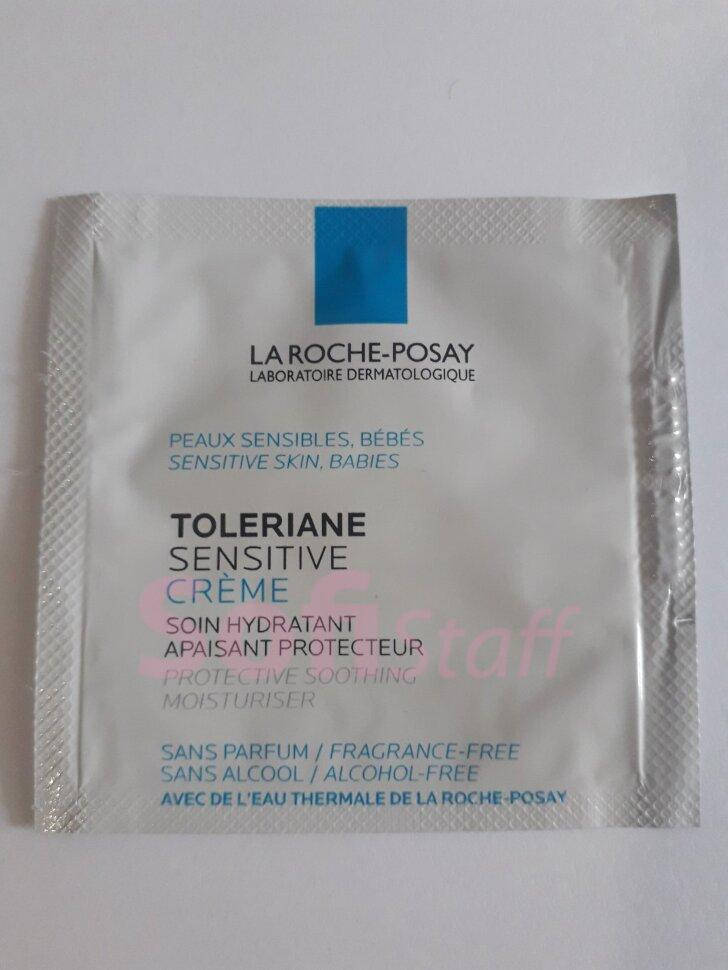 LA ROCHE-POSAY
LABORATOIRE DERMATOLOGIQUE
PEAUX SENSIBLES, BÉBÉS
SENSITIVE SKIN, BABIES
TOLERIANE
SENSITIVE
CRÈME
SOIN HYDRATANT
APAISANT PROTECTEUR
PROTECTIVE SOOTHING
MOISTURISER
SofiStaff
SANS PARFUM / FRAGRANCE-FREE
SANS ALCOOL / ALCOHOL-FREE
AVEC DE L'EAU THERMALE DE LA ROCHE-POSAY